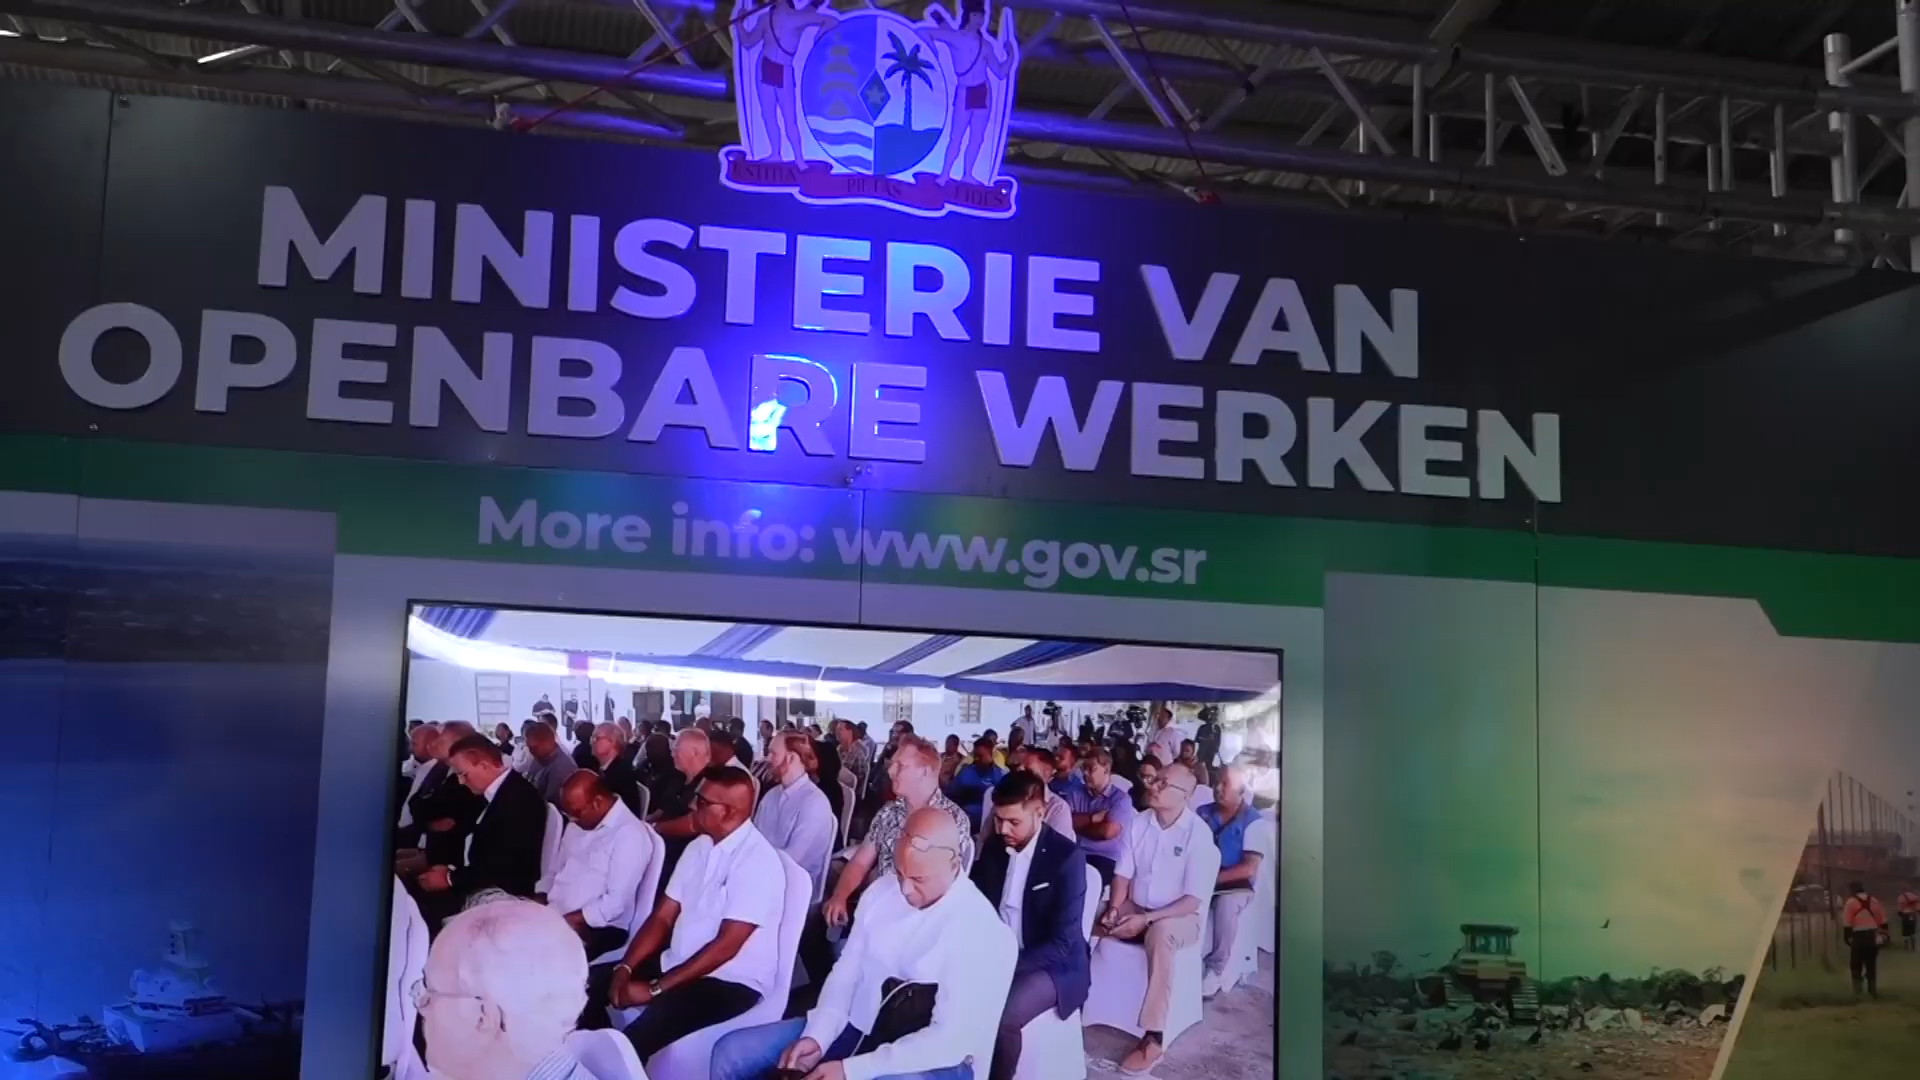 JUSTITIA PIETAS FIDES
MINISTERIE VAN
OPENBARE WERKEN
More info: www.gov.sr